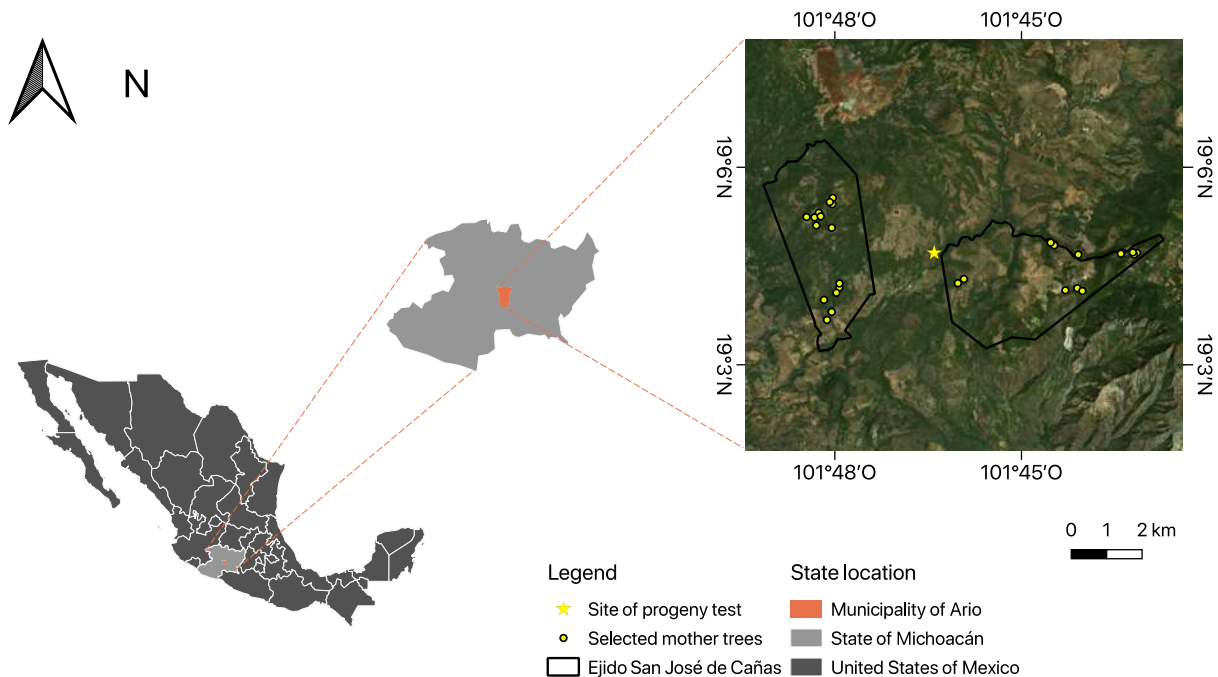 N
101°48′O 101°45′O
19°6′N 19°6′N
19°3′N 19°3′N
101°48′O 101°45′O
0 1 2 km
Legend
Site of progeny test
Selected mother trees
Ejido San José de Cañas
State location
Municipality of Ario
State of Michoacán
United States of Mexico